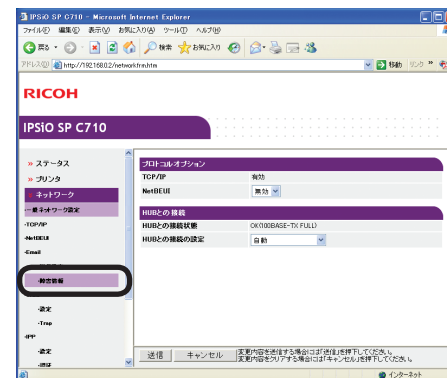 IPSiO SP C710 - Microsoft Internet Explorer
ファイル(F) 編集(E) 表示(V) お気に入り(A) ツール(T) ヘルプ(H)
戻る 検索 お気に入り
アドレス(D) http://192.168.0.2/networkfrm.htm 移動 リンク »
RICOH
IPSiO SP C710
» ステータス
» プリンタ
» ネットワーク
-一般ネットワーク設定
-TCP/IP
-NetBEUI
-Email
-障害情報
-設定
-Trap
-IPP
-設定
-認証
プロトコルオプション
TCP/IP 有効
NetBEUI 無効
HUBとの接続
HUBとの接続状態 OK(100BASE-TX FULL)
HUBとの接続の設定 自動
送信 キャンセル
変更内容を送信する場合には「送信」を押下してください。
変更内容をクリアする場合には「キャンセル」を押下してください。
インターネット